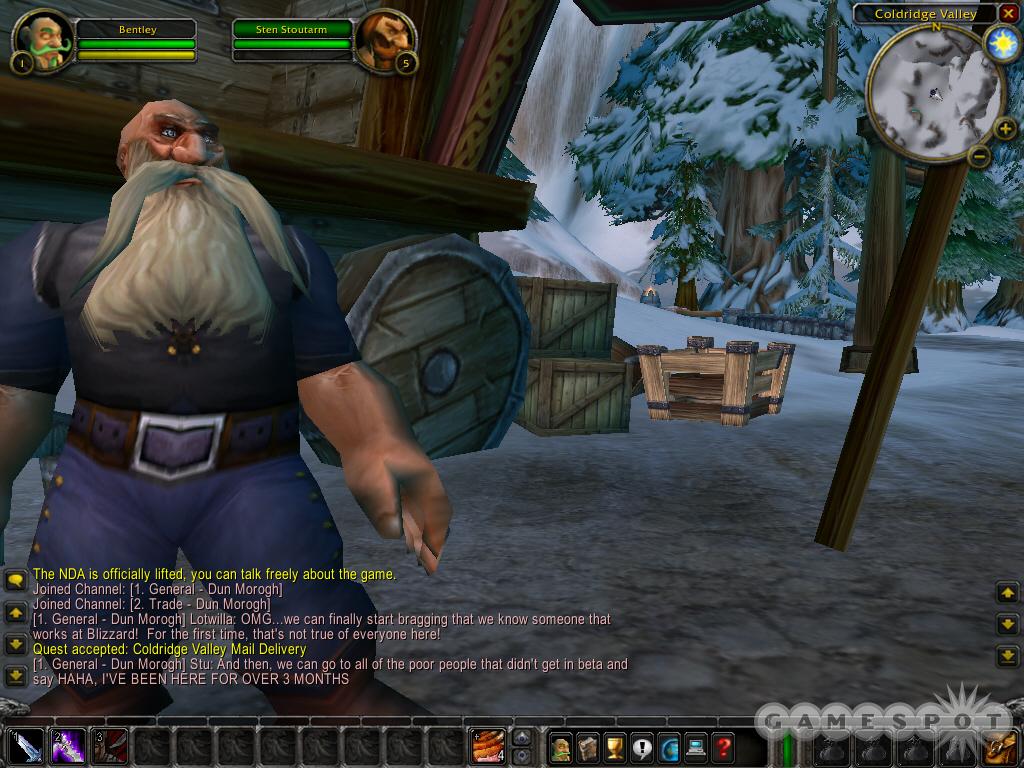 Bentley
1
Sten Stoutarm
5
Coldridge Valley
N
The NDA is officially lifted, you can talk freely about the game.
Joined Channel: [1. General - Dun Morogh]
Joined Channel: [2. Trade - Dun Morogh]
[1. General - Dun Morogh] Lotwilla: OMG...we can finally start bragging that we know someone that
works at Blizzard!  For the first time, that's not true of everyone here!
Quest accepted: Coldridge Valley Mail Delivery
[1. General - Dun Morogh] Stu: And then, we can go to all of the poor people that didn't get in beta and
say HAHA, I'VE BEEN HERE FOR OVER 3 MONTHS
GAMESPOT
1 2 3 4